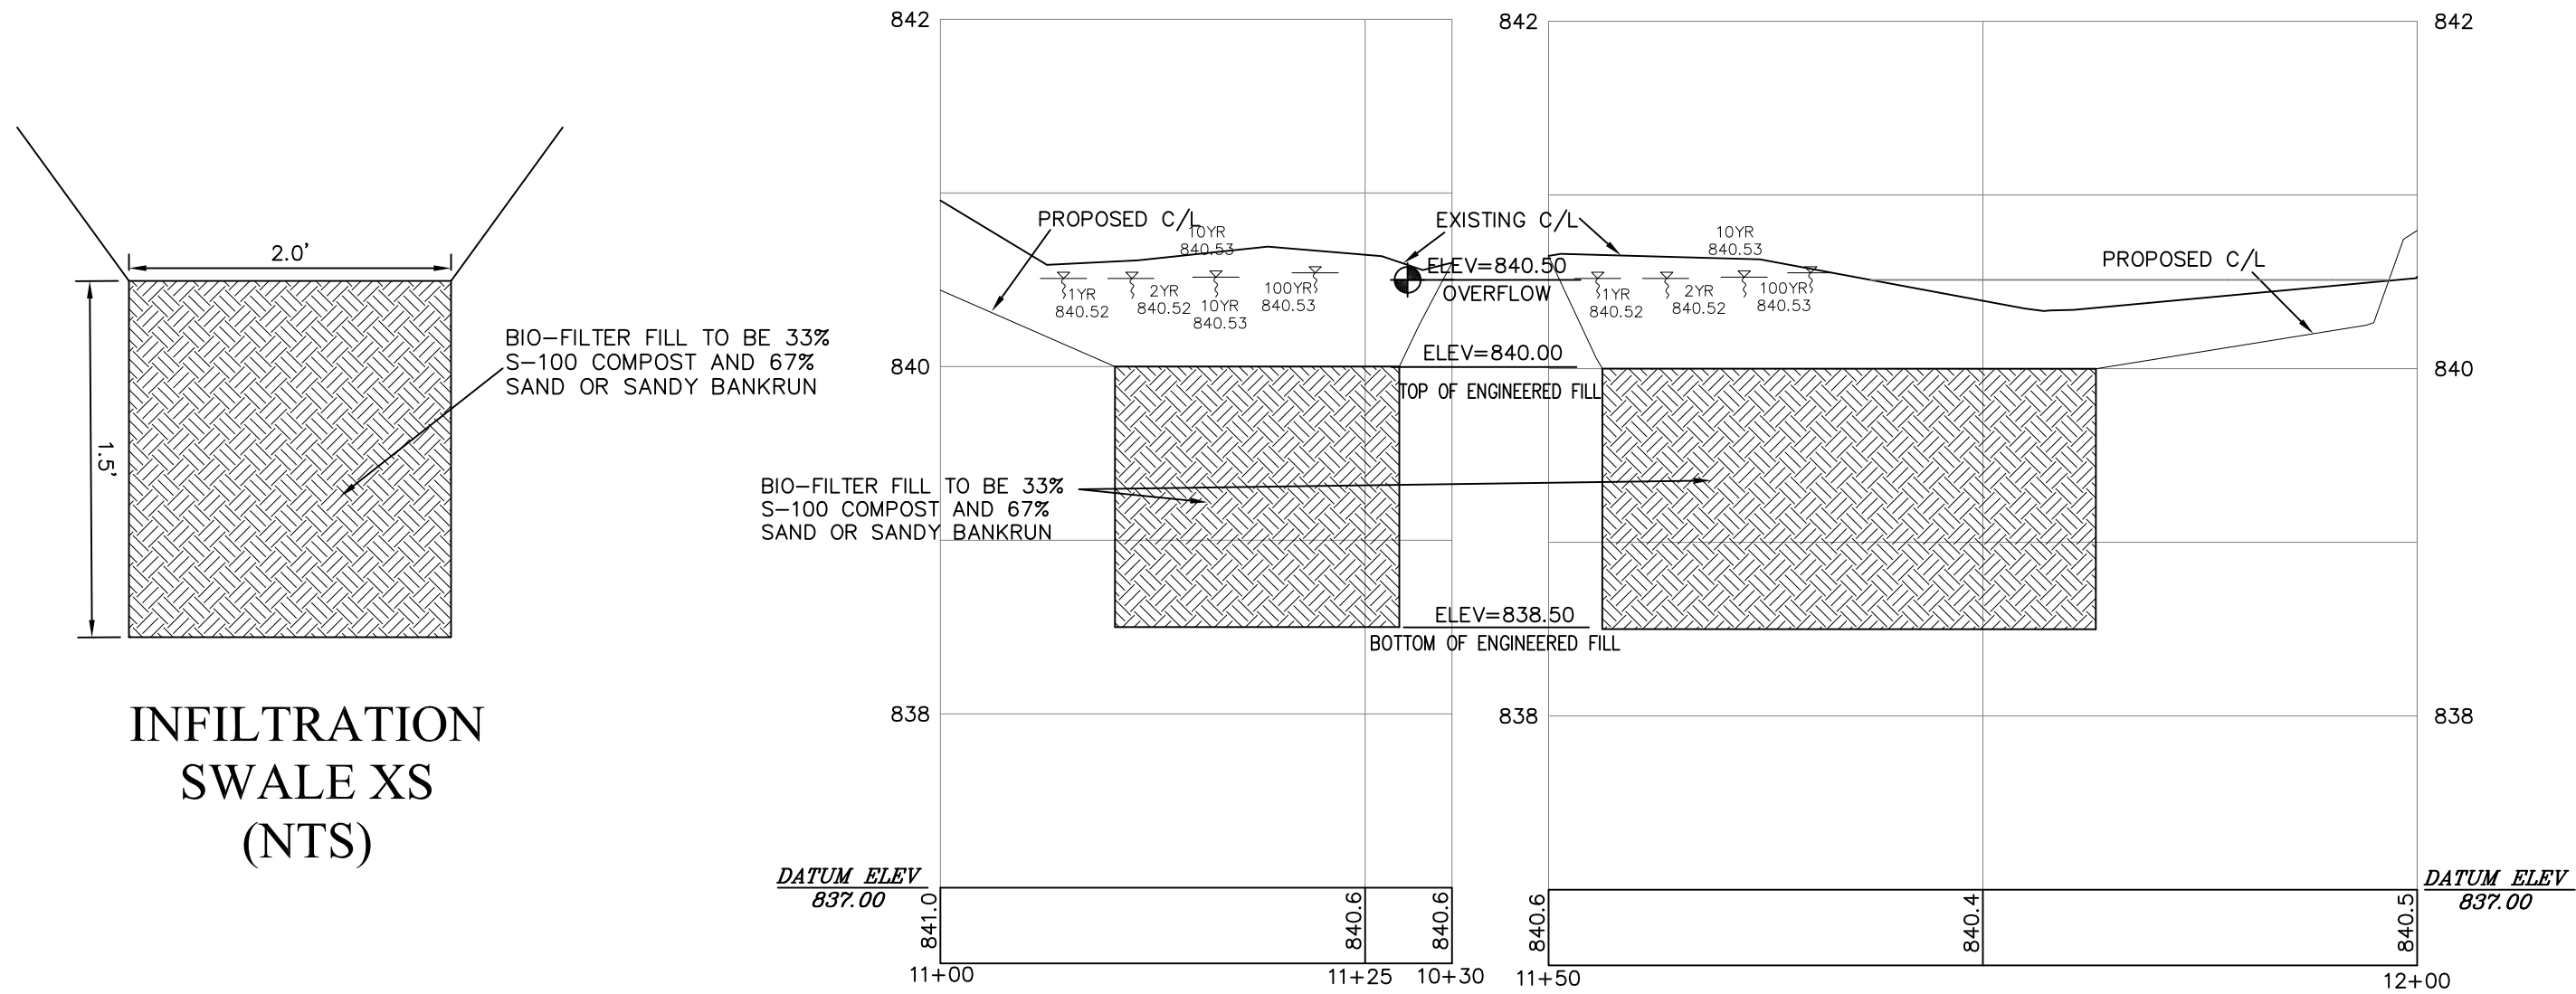 2.0'
1.5'
BIO-FILTER FILL TO BE 33%
S-100 COMPOST AND 67%
SAND OR SANDY BANKRUN
INFILTRATION
SWALE XS
(NTS)
842
840
838
PROPOSED C/L
10YR
840.53
1YR
840.52
2YR
840.52
10YR
840.53
100YR
840.53
EXISTING C/L
ELEV=840.50
OVERFLOW
ELEV=840.00
TOP OF ENGINEERED FILL
BIO-FILTER FILL TO BE 33%
S-100 COMPOST AND 67%
SAND OR SANDY BANKRUN
ELEV=838.50
BOTTOM OF ENGINEERED FILL
DATUM ELEV
837.00
841.0
840.6
840.6
11+00
11+25
10+30
842
838
10YR
840.53
1YR
840.52
2YR
840.52
100YR
840.53
PROPOSED C/L
842
840
838
DATUM ELEV
837.00
840.6
840.4
840.5
11+50
12+00